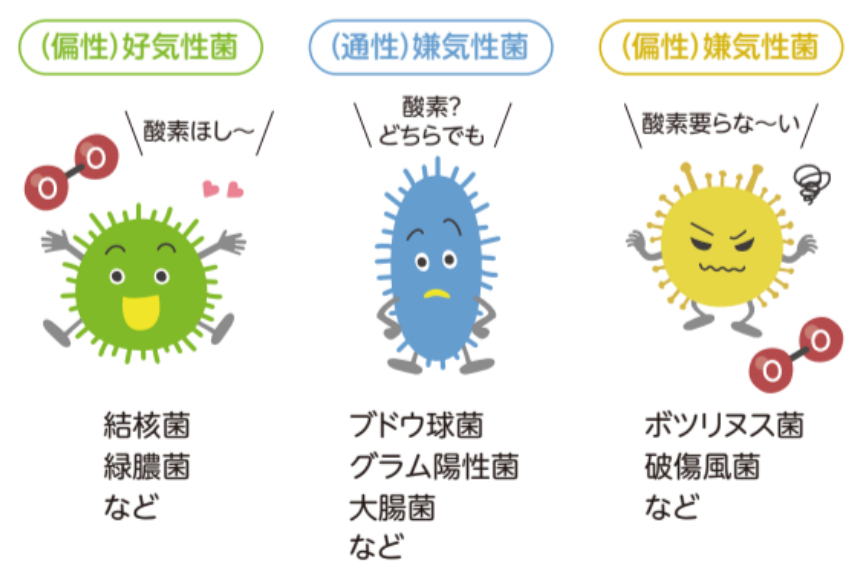 (偏性)好気性菌
(通性)嫌気性菌
(偏性)嫌気性菌
酸素ほし〜
酸素?
どちらでも
酸素要らな〜い
O O
O O
結核菌
緑膿菌
など
ブドウ球菌
グラム陽性菌
大腸菌
など
ボツリヌス菌
破傷風菌
など